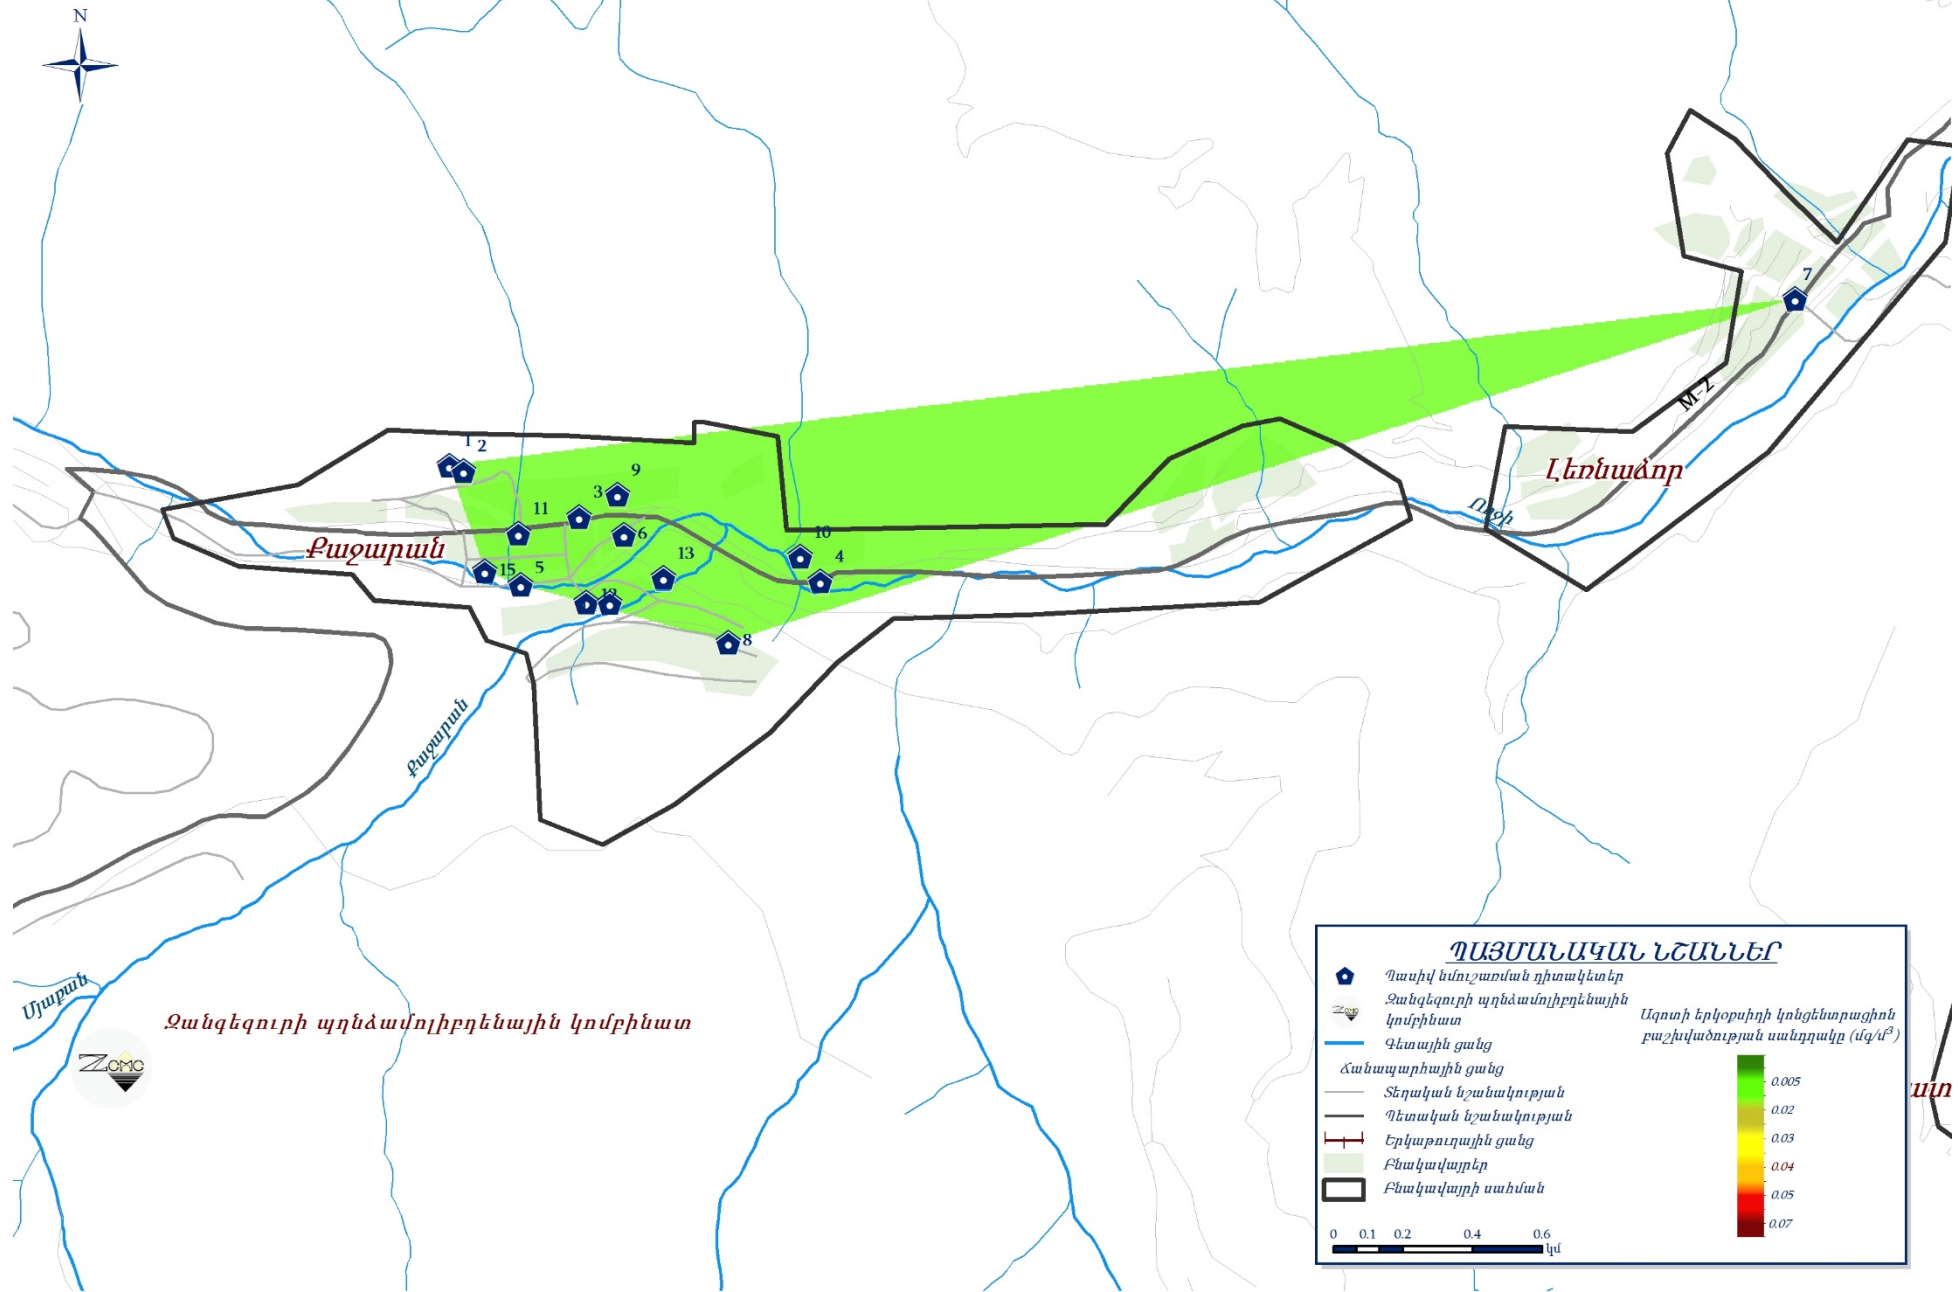 N
7
M-2
1
2
9
3
11
Լեռնաձոր
Ողջի
6
10
Քաջարան
13
4
15
5
12
8
Քաջարան
Մյաքան
Զանգեզուրի պղնձամոլիբդենային կոմբինատ
ZCMC
ՊԱՅՄԱՆԱԿԱՆ ՆՇԱՆՆԵՐ
Պասիվ նմուշառման դիտակետեր
Զանգեզուրի պղնձամոլիբդենային
կոմբինատ
Գետային ցանց
Ճանապարհային ցանց
Տեղական նշանակության
Պետական նշանակության
Երկաթուղային ցանց
Բնակավայրեր
Բնակավայրի սահման
0 0.1 0.2 0.4 0.6
կմ
Ազոտի երկօքսիդի կոնցենտրացիոն
բաշխվածության սանդղակը (մգ/մ³)
0.005
0.02
0.03
0.04
0.05
0.07